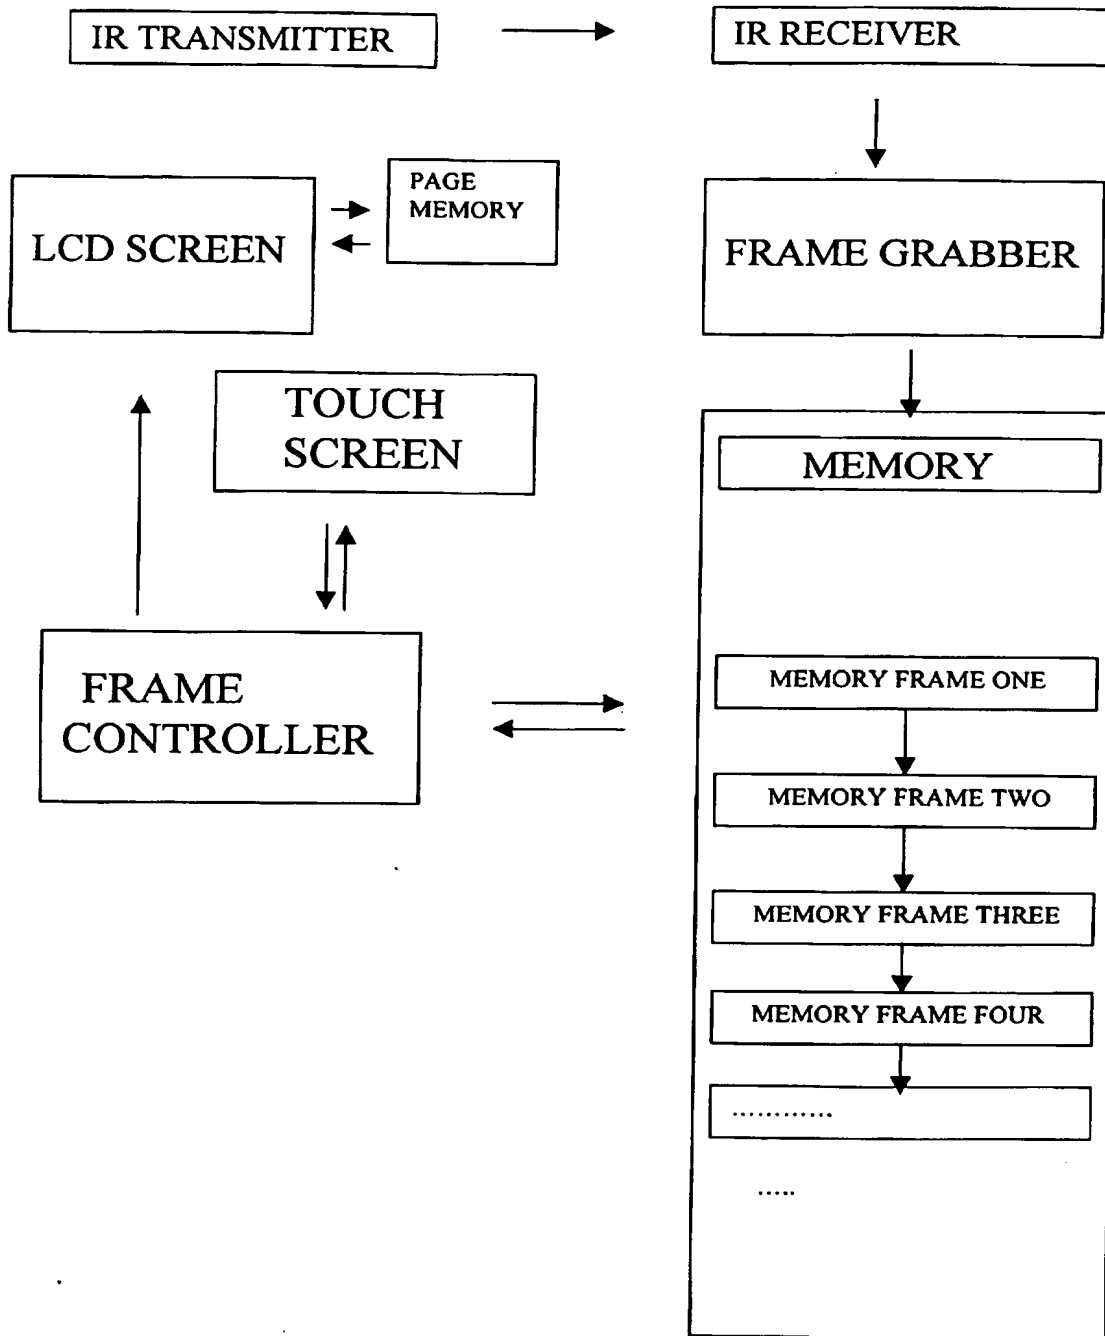 IR TRANSMITTER
IR RECEIVER
PAGE
MEMORY
LCD SCREEN
FRAME GRABBER
TOUCH
SCREEN
MEMORY
FRAME
CONTROLLER
MEMORY FRAME ONE
MEMORY FRAME TWO
MEMORY FRAME THREE
MEMORY FRAME FOUR
.............
.....